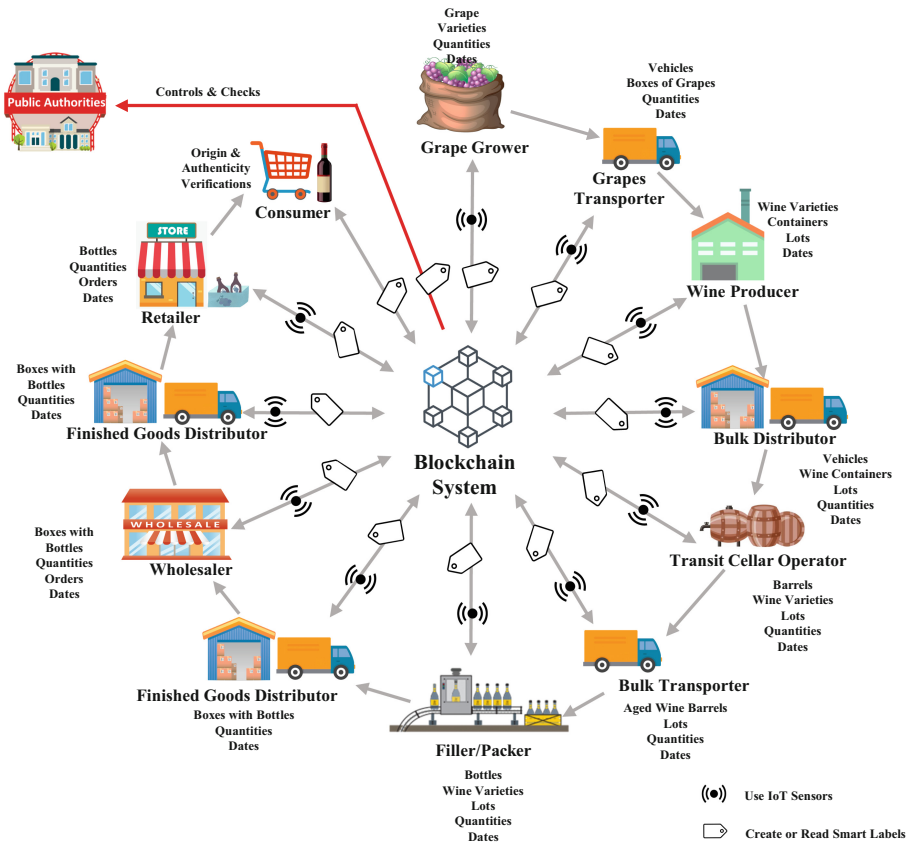 Grape
Varieties
Quantities
Dates
Grape Grower
Vehicles
Boxes of Grapes
Quantities
Dates
Grapes
Transporter
Wine Varieties
Containers
Lots
Dates
Wine Producer
Bulk Distributor
Vehicles
Wine Containers
Lots
Quantities
Dates
Transit Cellar Operator
Barrels
Wine Varieties
Lots
Quantities
Dates
Bulk Transporter
Aged Wine Barrels
Lots
Quantities
Dates
Filler/Packer
Bottles
Wine Varieties
Lots
Quantities
Dates
Finished Goods Distributor
Boxes with Bottles
Quantities
Dates
WHOLESALE
Wholesaler
Boxes with
Bottles
Quantities
Orders
Dates
Finished Goods Distributor
Boxes with
Bottles
Quantities
Dates
STORE
Retailer
Bottles
Quantities
Orders
Dates
Consumer
Origin &
Authenticity
Verifications
Public Authorities
Controls & Checks
Blockchain
System
Use IoT Sensors
Create or Read Smart Labels